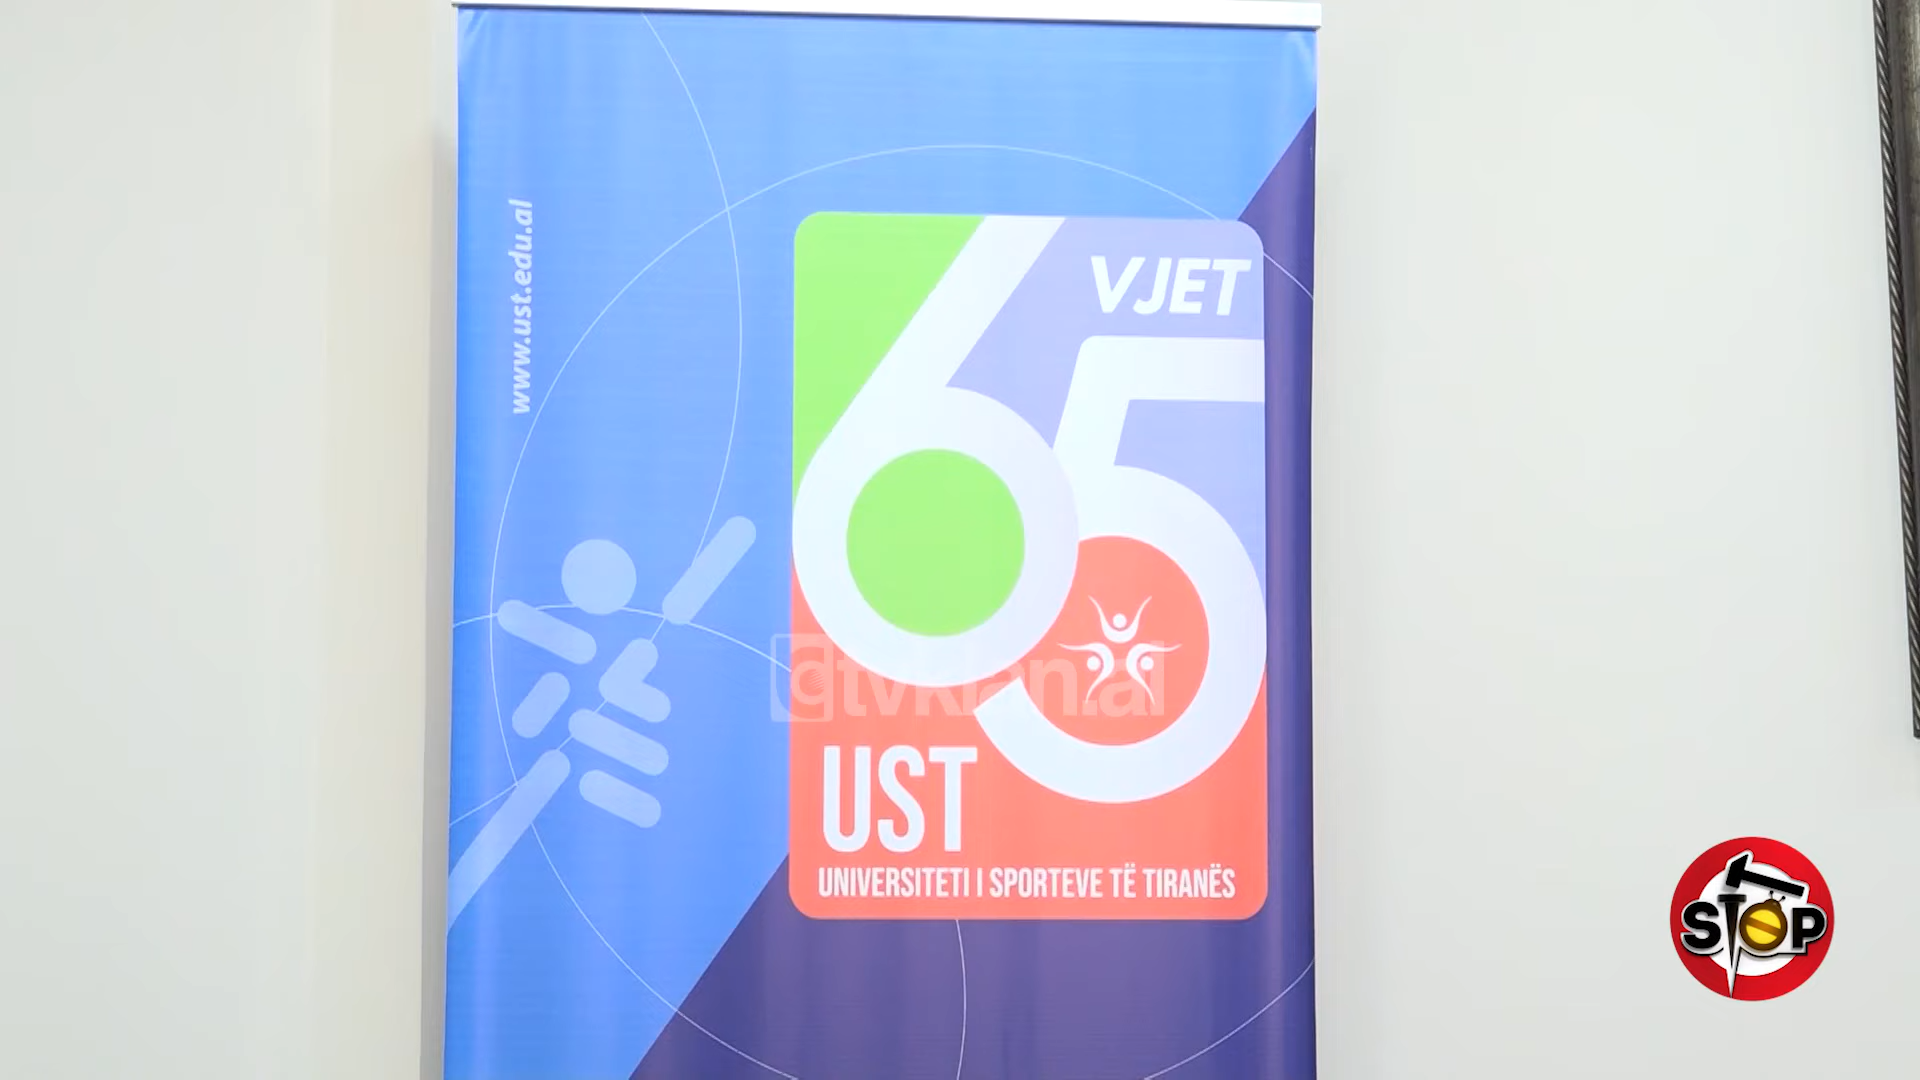 www.ust.edu.al
65
VJET
tvklan.al
UST
UNIVERSITETI I SPORTEVE TË TIRANËS
STOP